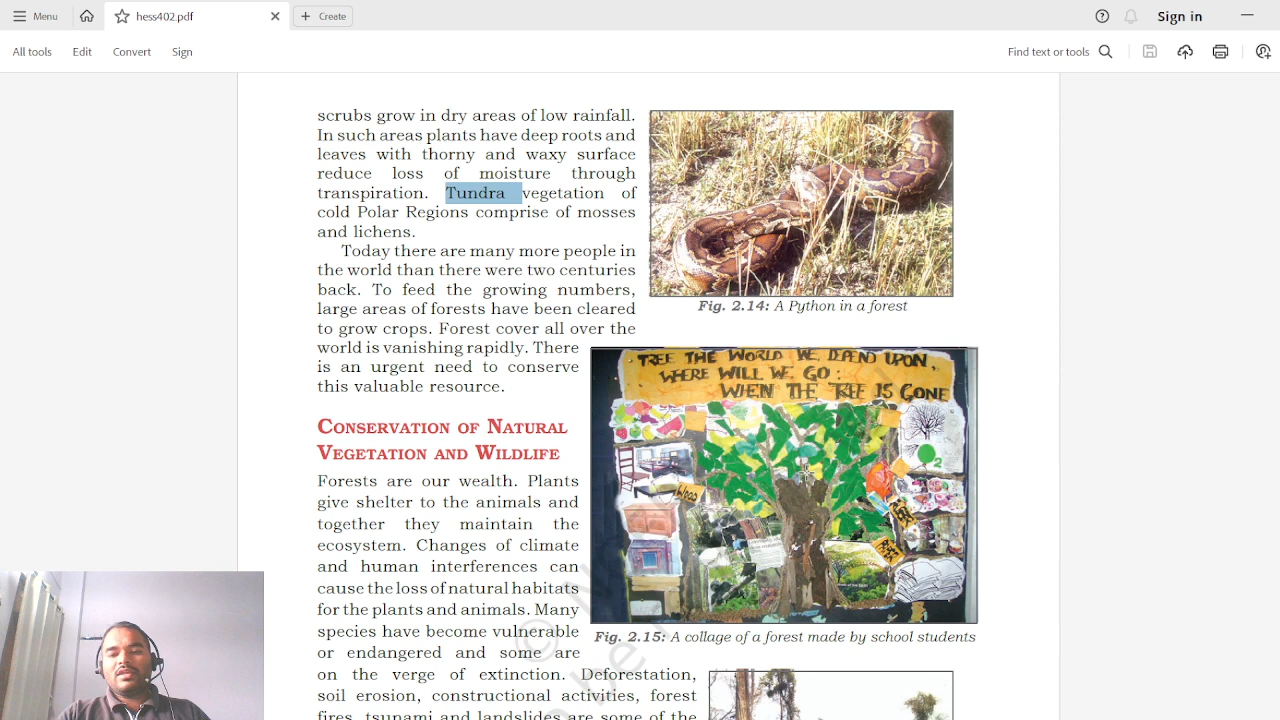 Menu
hess402.pdf
Create
Sign in
All tools
Edit
Convert
Sign
Find text or tools
scrubs grow in dry areas of low rainfall.
In such areas plants have deep roots and
leaves with thorny and waxy surface
reduce loss of moisture through
transpiration. Tundra vegetation of
cold Polar Regions comprise of mosses
and lichens.
Today there are many more people in
the world than there were two centuries
back. To feed the growing numbers,
large areas of forests have been cleared
to grow crops. Forest cover all over the
world is vanishing rapidly. There
is an urgent need to conserve
this valuable resource.
Fig. 2.14: A Python in a forest
TREE THE WORLD WE DEPEND UPON,
WHERE WILL WE GO :
WHEN THE TREE IS GONE
WOOD
Fig. 2.15: A collage of a forest made by school students
CONSERVATION OF NATURAL
VEGETATION AND WILDLIFE
Forests are our wealth. Plants
give shelter to the animals and
together they maintain the
ecosystem. Changes of climate
and human interferences can
cause the loss of natural habitats
for the plants and animals. Many
species have become vulnerable
or endangered and some are
on the verge of extinction. Deforestation,
soil erosion, constructional activities, forest
fires, tsunami and landslides are some of the